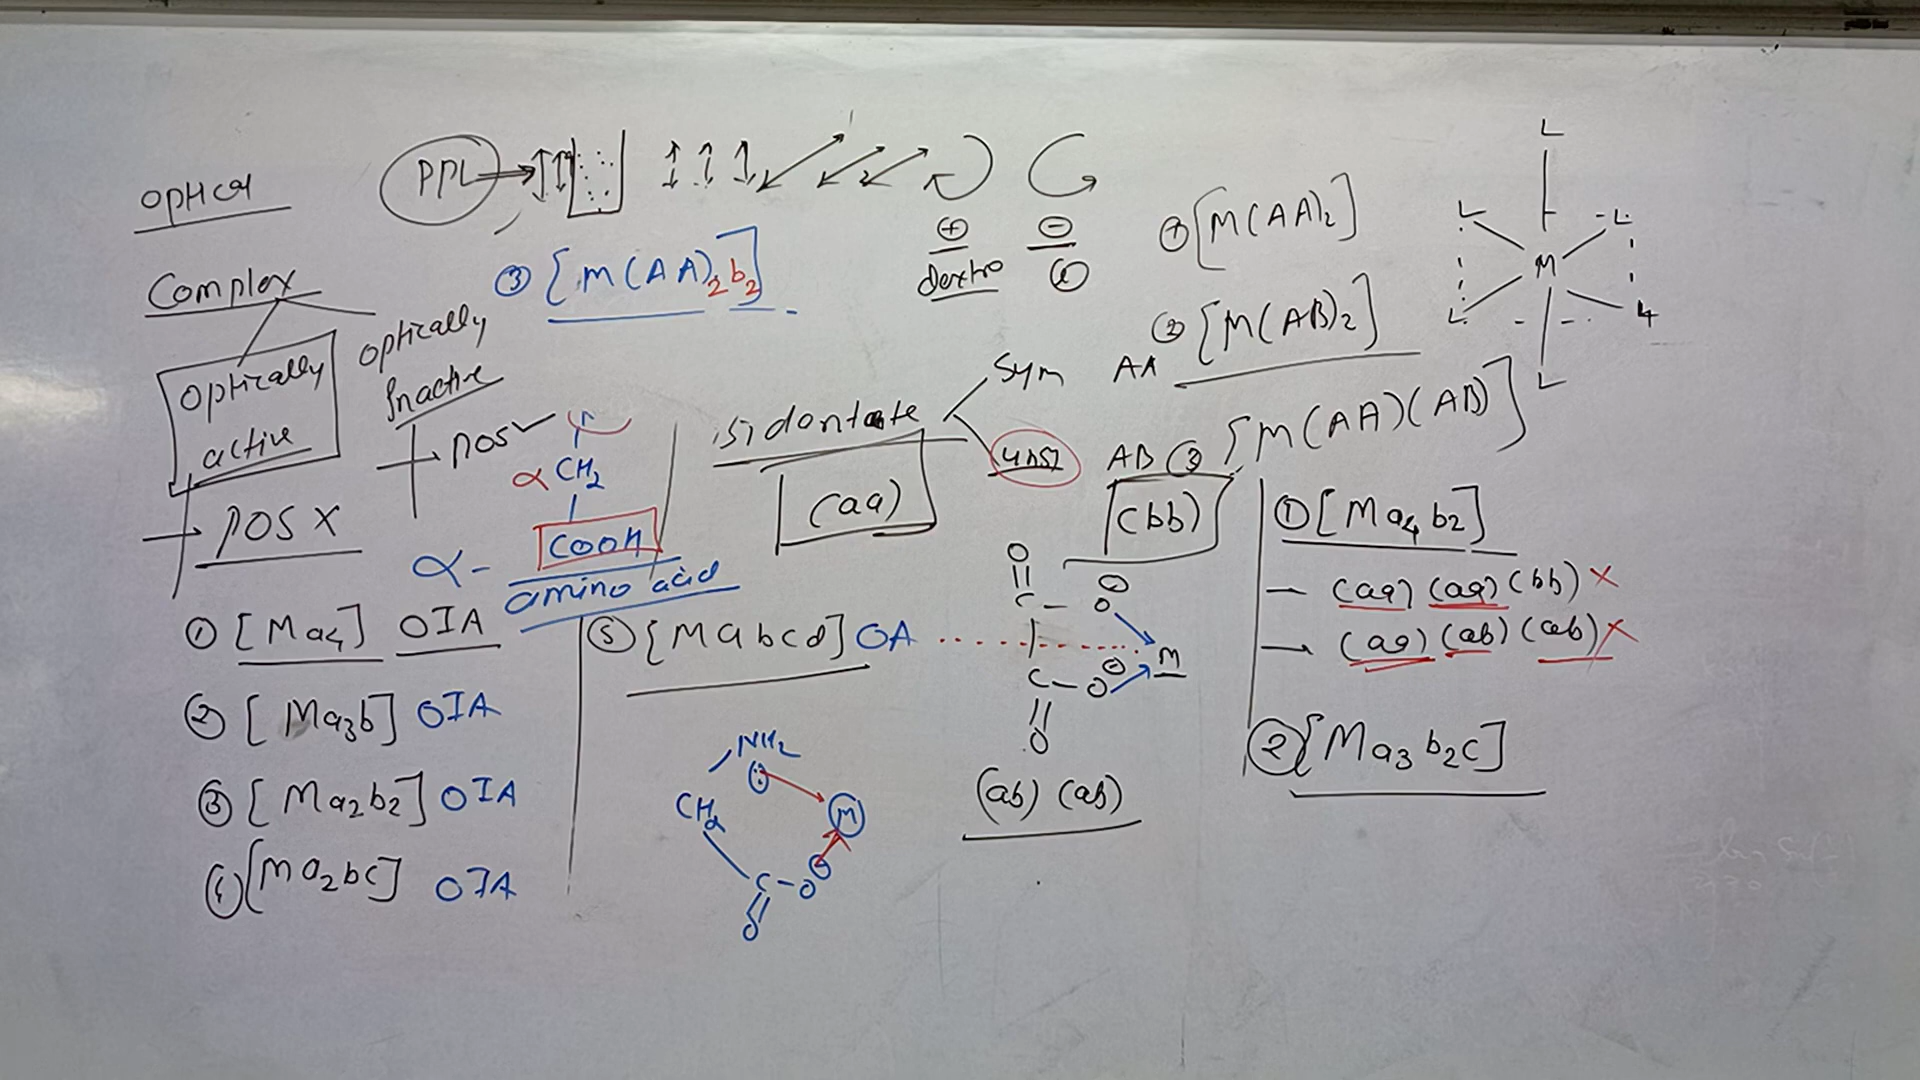 optical
PPL
+
dextro
−
(l)
Complex
optically
active
optically
Inactive
POS X
POS ✓
③ [M(AA)₂b₂]
α CH₂
COOH
α-
amino acid
(aa)
Sym AA
AB
(bb)
① [M(AA)₂]
② [M(AB)₂]
③ [M(AA)(AB)]
L
L L
M
L L
L
① [Ma₄] OIA
② [Ma₃b] OIA
③ [Ma₂b₂] OIA
④ [Ma₂bc] OIA
⑤ [Mabcd] OA
NH₂
CH₂
M
C-O
O
O
C - O
M
C - O
O
(ab) (ab)
① [Ma₄b₂]
— (aa) (aa) (bb) X
→ (aa) (ab) (ab) X
② [Ma₃b₂c]